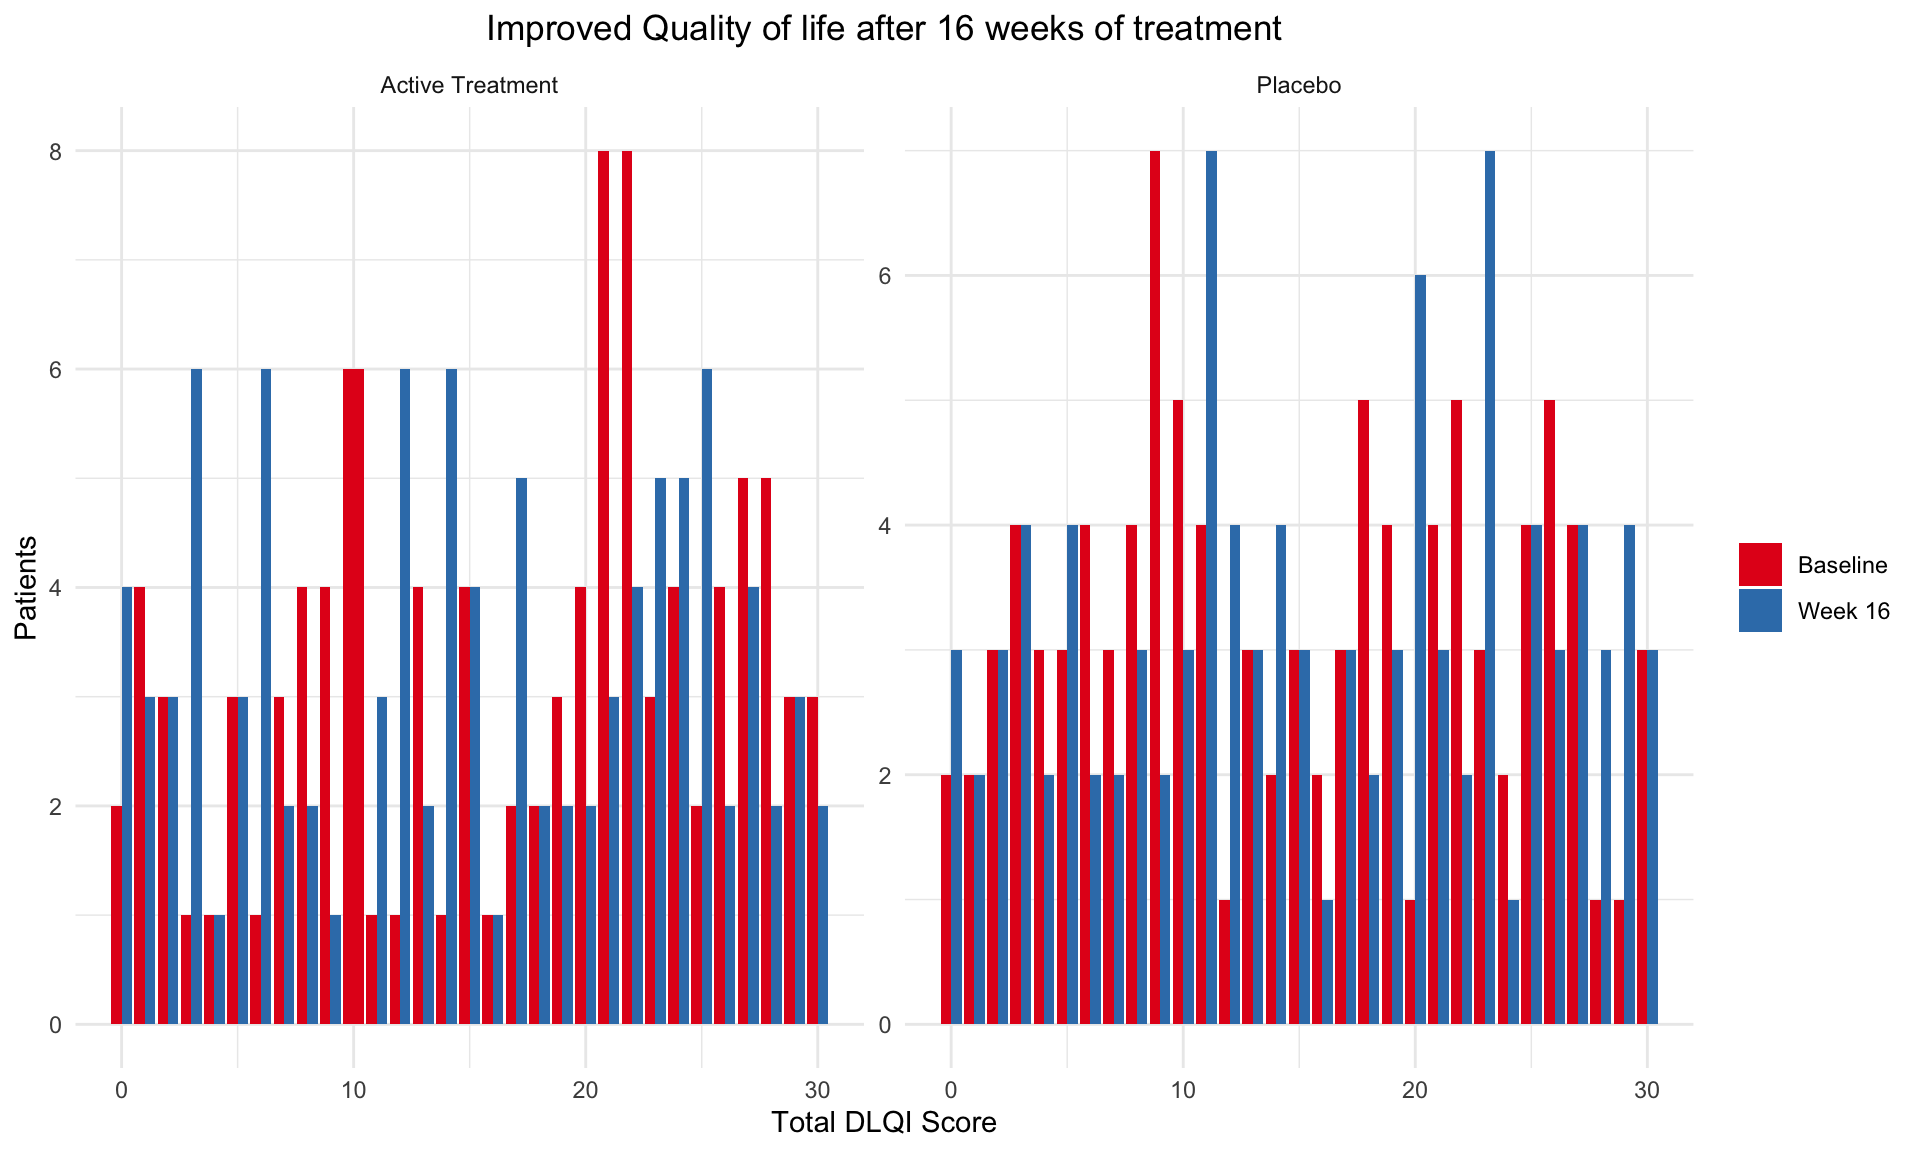 Improved Quality of life after 16 weeks of treatment
Active Treatment
Placebo
Patients
8
6
4
2
0
6
4
2
0
0 10 20 30
0 10 20 30
Total DLQI Score
Baseline
Week 16